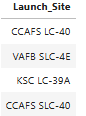 Launch_Site
CCAFS LC-40
VAFB SLC-4E
KSC LC-39A
CCAFS SLC-40